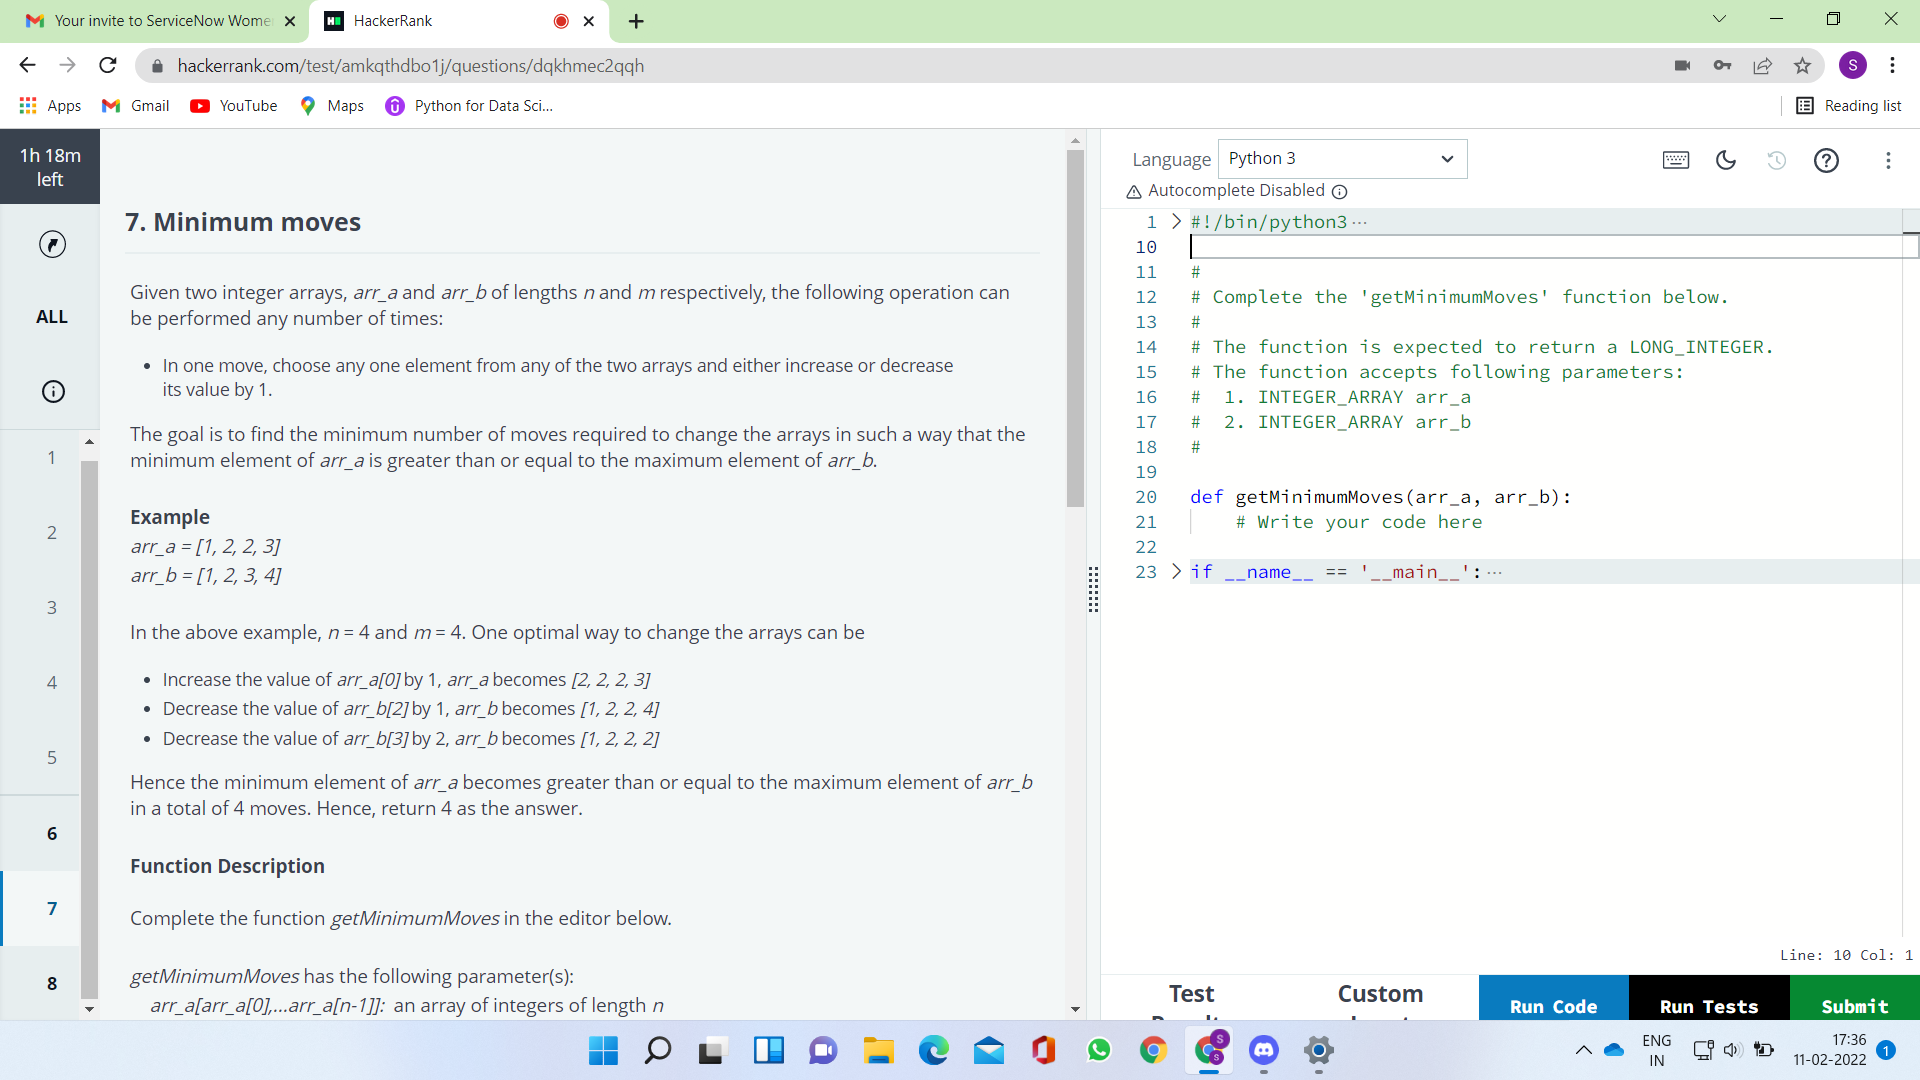 Your invite to ServiceNow Wome
HackerRank
hackerrank.com/test/amkqthdbo1j/questions/dqkhmec2qqh
S
Apps
Gmail
YouTube
Maps
Python for Data Sci...
Reading list
1h 18m
left
ALL
1
2
3
4
5
6
7
8
7. Minimum moves
Given two integer arrays, arr_a and arr_b of lengths n and m respectively, the following operation can
be performed any number of times:
• In one move, choose any one element from any of the two arrays and either increase or decrease
its value by 1.
The goal is to find the minimum number of moves required to change the arrays in such a way that the
minimum element of arr_a is greater than or equal to the maximum element of arr_b.
Example
arr_a = [1, 2, 2, 3]
arr_b = [1, 2, 3, 4]
In the above example, n = 4 and m = 4. One optimal way to change the arrays can be
• Increase the value of arr_a[0] by 1, arr_a becomes [2, 2, 2, 3]
• Decrease the value of arr_b[2] by 1, arr_b becomes [1, 2, 2, 4]
• Decrease the value of arr_b[3] by 2, arr_b becomes [1, 2, 2, 2]
Hence the minimum element of arr_a becomes greater than or equal to the maximum element of arr_b
in a total of 4 moves. Hence, return 4 as the answer.
Function Description
Complete the function getMinimumMoves in the editor below.
getMinimumMoves has the following parameter(s):
arr_a[arr_a[0],...arr_a[n-1]]: an array of integers of length n
Language Python 3
Autocomplete Disabled
1 #!/bin/python3 ···
10
11 #
12 # Complete the 'getMinimumMoves' function below.
13 #
14 # The function is expected to return a LONG_INTEGER.
15 # The function accepts following parameters:
16 #  1. INTEGER_ARRAY arr_a
17 #  2. INTEGER_ARRAY arr_b
18 #
19
20 def getMinimumMoves(arr_a, arr_b):
21     # Write your code here
22
23 if __name__ == '__main__': ···
Line: 10 Col: 1
Test
Custom
Run Code
Run Tests
Submit
ENG
IN
17:36
11-02-2022
1